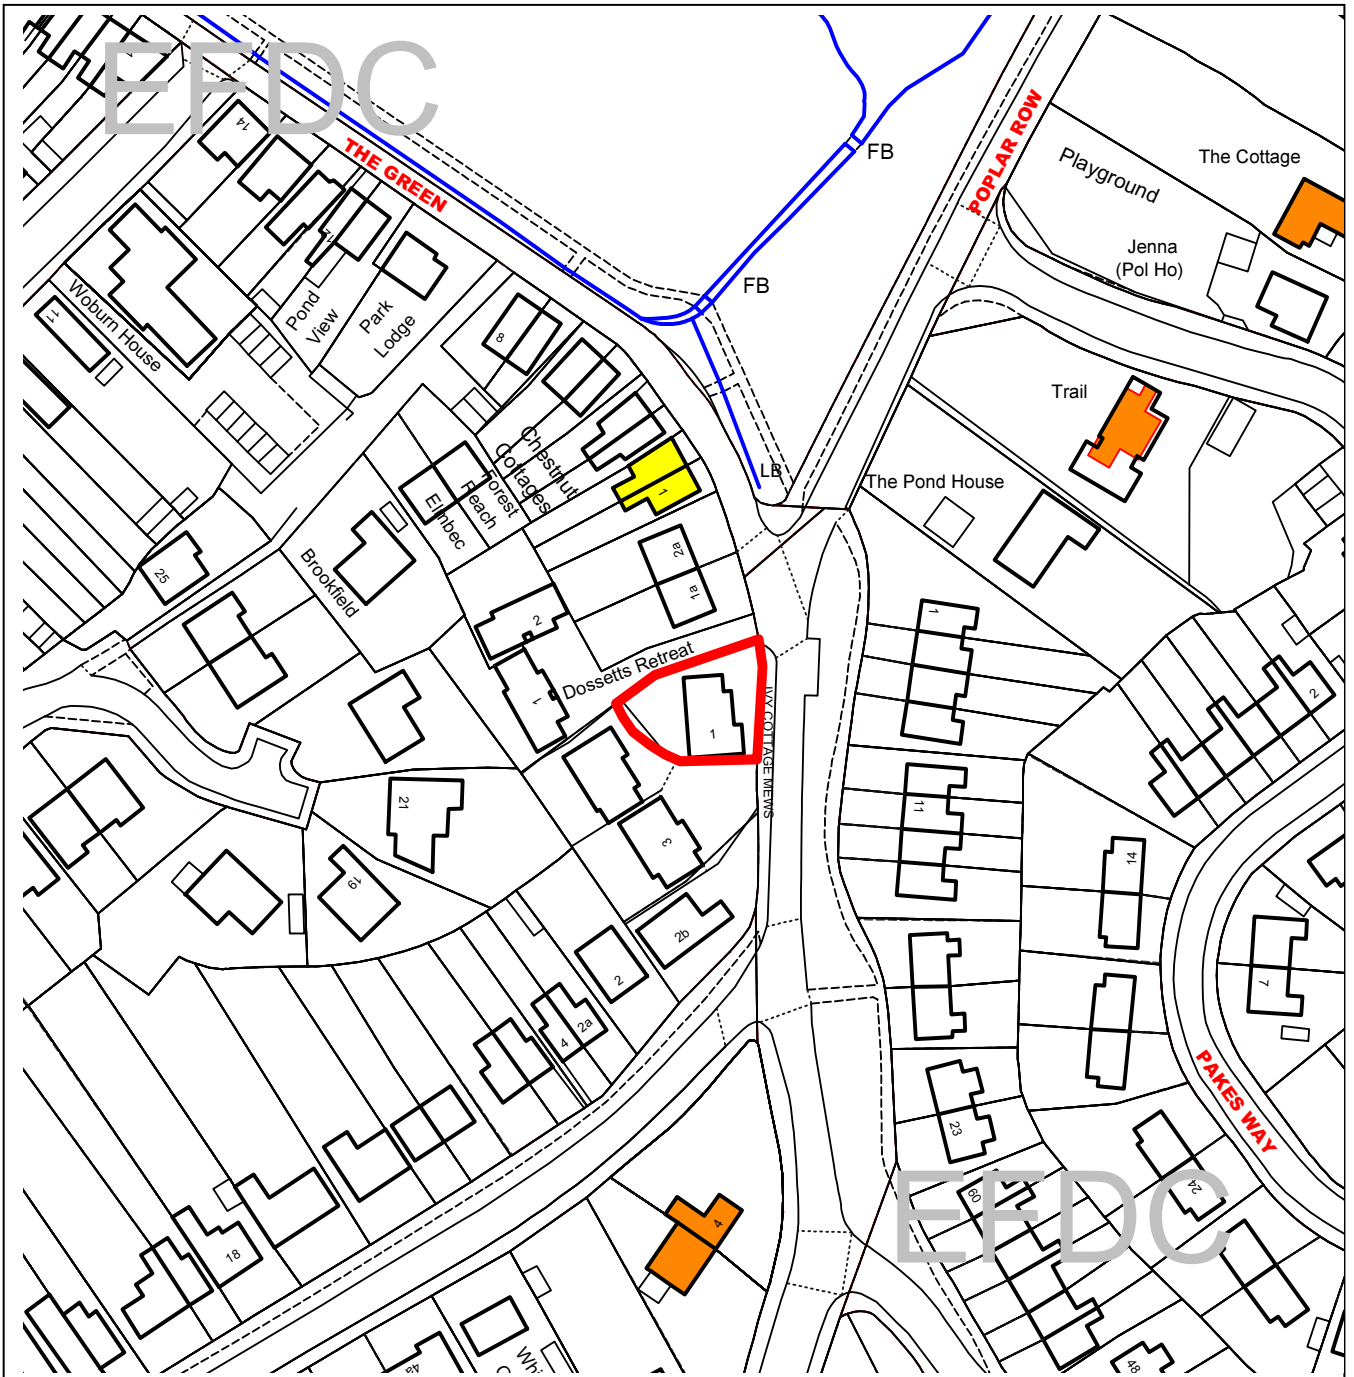 EFDC
THE GREEN
POPLAR ROW
FB
FB
Playground
The Cottage
Jenna
(Pol Ho)
14
12
Pond
View
Park
Lodge
Woburn House
11
8
Chestnut
Cottages
Forest
Reach
Elmbec
Brookfield
25
1
LB
Trail
The Pond House
2a
1a
2
1
Dossetts Retreat
1
IVY COTTAGE MEWS
1
2
11
14
21
19
3
2b
2
2a
4
7
23
PAKES WAY
24
60
EFDC
4
18
48